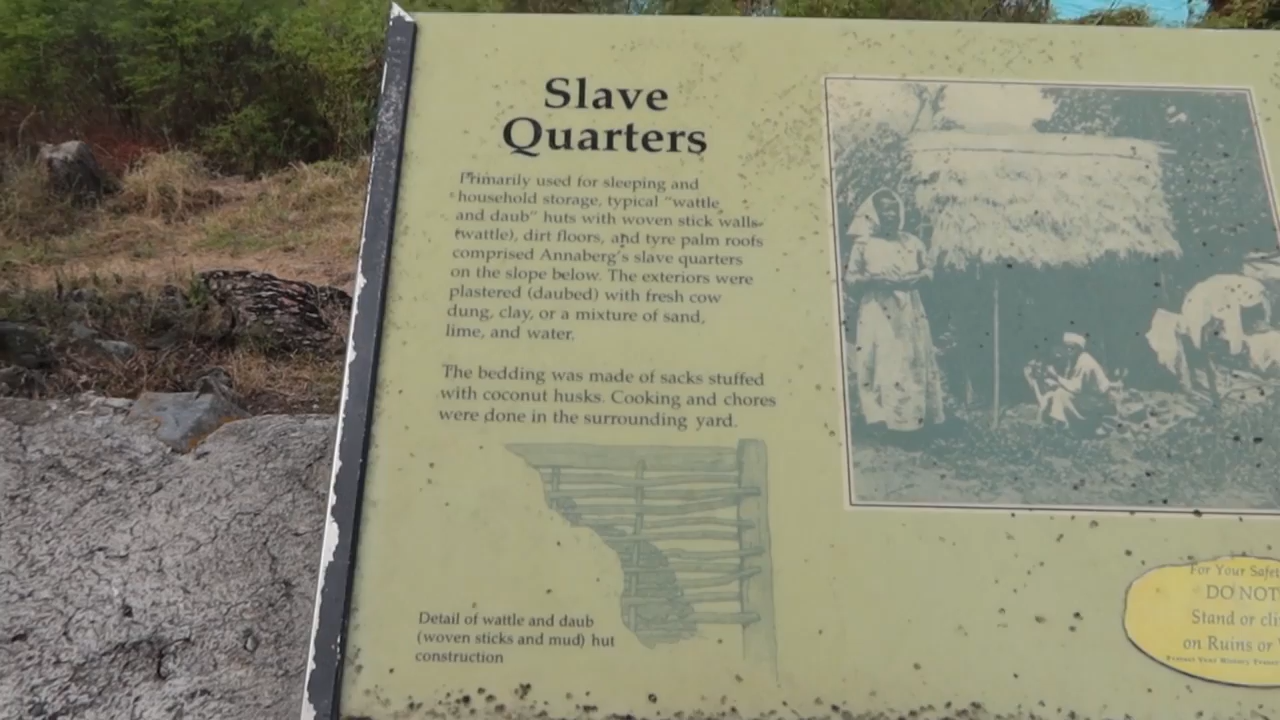 Slave
Quarters
Primarily used for sleeping and
household storage, typical "wattle
and daub" huts with woven stick walls
(wattle), dirt floors, and tyre palm roofs
comprised Annaberg's slave quarters
on the slope below. The exteriors were
plastered (daubed) with fresh cow
dung, clay, or a mixture of sand,
lime, and water.
The bedding was made of sacks stuffed
with coconut husks. Cooking and chores
were done in the surrounding yard.
Detail of wattle and daub
(woven sticks and mud) hut
construction
For Your Safet
DO NOT
Stand or cli
on Ruins or